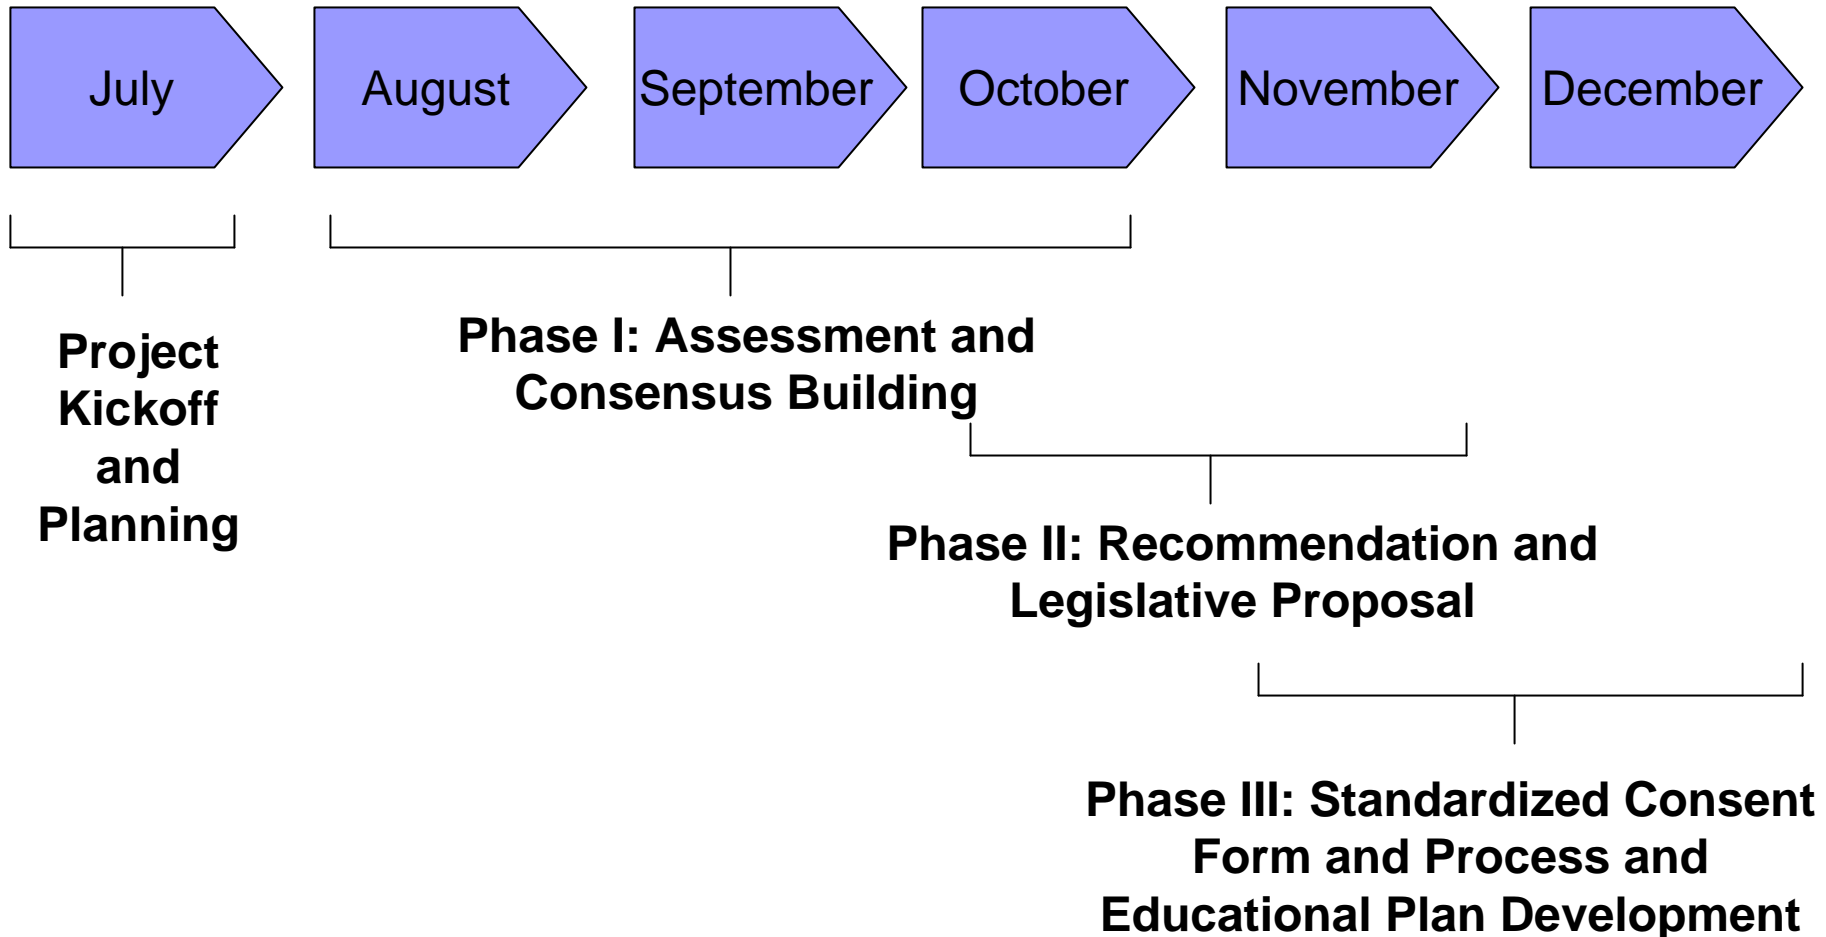 July
August
September
October
November
December
Project
Kickoff
and
Planning
Phase I: Assessment and
Consensus Building
Phase II: Recommendation and
Legislative Proposal
Phase III: Standardized Consent
Form and Process and
Educational Plan Development